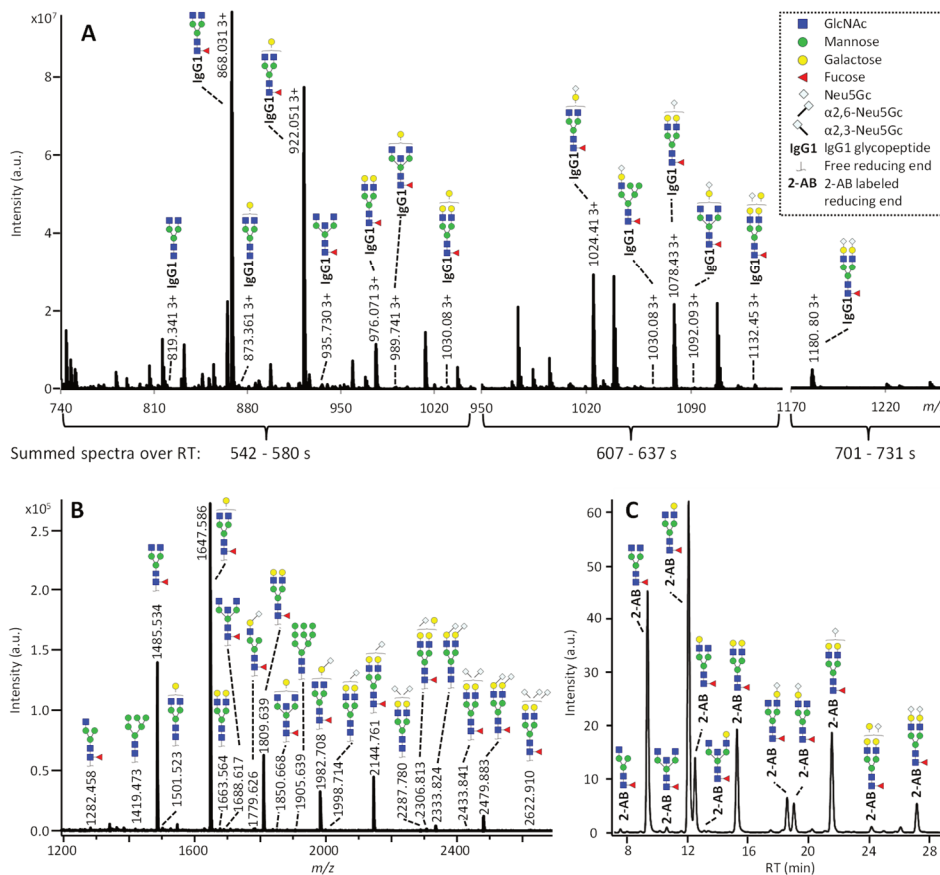 A
x10⁷
Intensity (a.u.)
8
6
4
2
0
IgG1
868.031 3+
IgG1
922.051 3+
IgG1
819.341 3+
IgG1
873.361 3+
IgG1
935.730 3+
IgG1
976.071 3+
IgG1
989.741 3+
IgG1
1030.08 3+
IgG1
1024.41 3+
IgG1
1030.08 3+
IgG1
1078.43 3+
IgG1
1092.09 3+
IgG1
1132.45 3+
IgG1
1180.80 3+
IgG1
740 810 880 950 1020 950 1020 1090 1170 1220 m/
Summed spectra over RT: 542 - 580 s 607 - 637 s 701 - 731 s
GlcNAc
Mannose
Galactose
Fucose
Neu5Gc
α2,6-Neu5Gc
α2,3-Neu5Gc
IgG1 IgG1 glycopeptide
Free reducing end
2-AB 2-AB labeled
reducing end
B
x10⁵
Intensity (a.u.)
2.5
2.0
1.5
1.0
0.5
0.0
1282.458
1419.473
1485.534
1501.523
1647.586
1663.564
1688.617
1779.626
1809.639
1850.668
1905.639
1982.708
1998.714
2144.761
2287.780
2306.813
2333.824
2433.841
2479.883
2622.910
1200 1600 2000 2400
m/z
C
Intensity (a.u.)
60
50
40
30
20
10
0
2-AB
2-AB
2-AB
2-AB
2-AB
2-AB
2-AB
2-AB
2-AB
2-AB
2-AB
2-AB
8 12 16 20 24 28
RT (min)